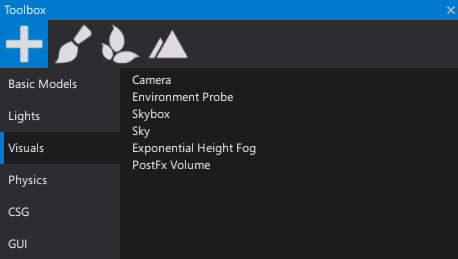 Toolbox
Basic Models
Lights
Visuals
Physics
CSG
GUI
Camera
Environment Probe
Skybox
Sky
Exponential Height Fog
PostFx Volume